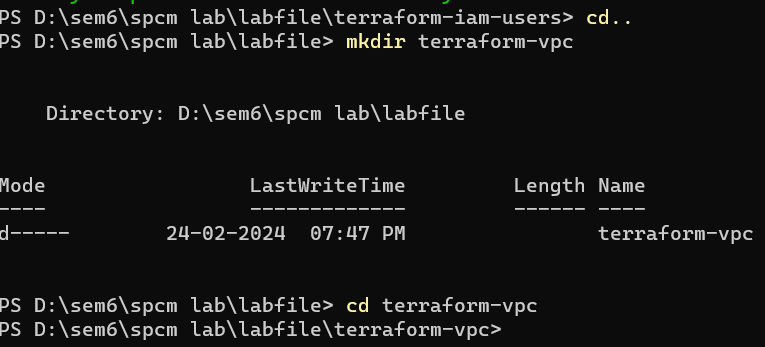 PS D:\sem6\spcm lab\labfile\terraform-iam-users> cd..
PS D:\sem6\spcm lab\labfile> mkdir terraform-vpc
Directory: D:\sem6\spcm lab\labfile
Mode                 LastWriteTime         Length Name
----                 -------------         ------ ----
d-----        24-02-2024  07:47 PM                terraform-vpc
PS D:\sem6\spcm lab\labfile> cd terraform-vpc
PS D:\sem6\spcm lab\labfile\terraform-vpc>